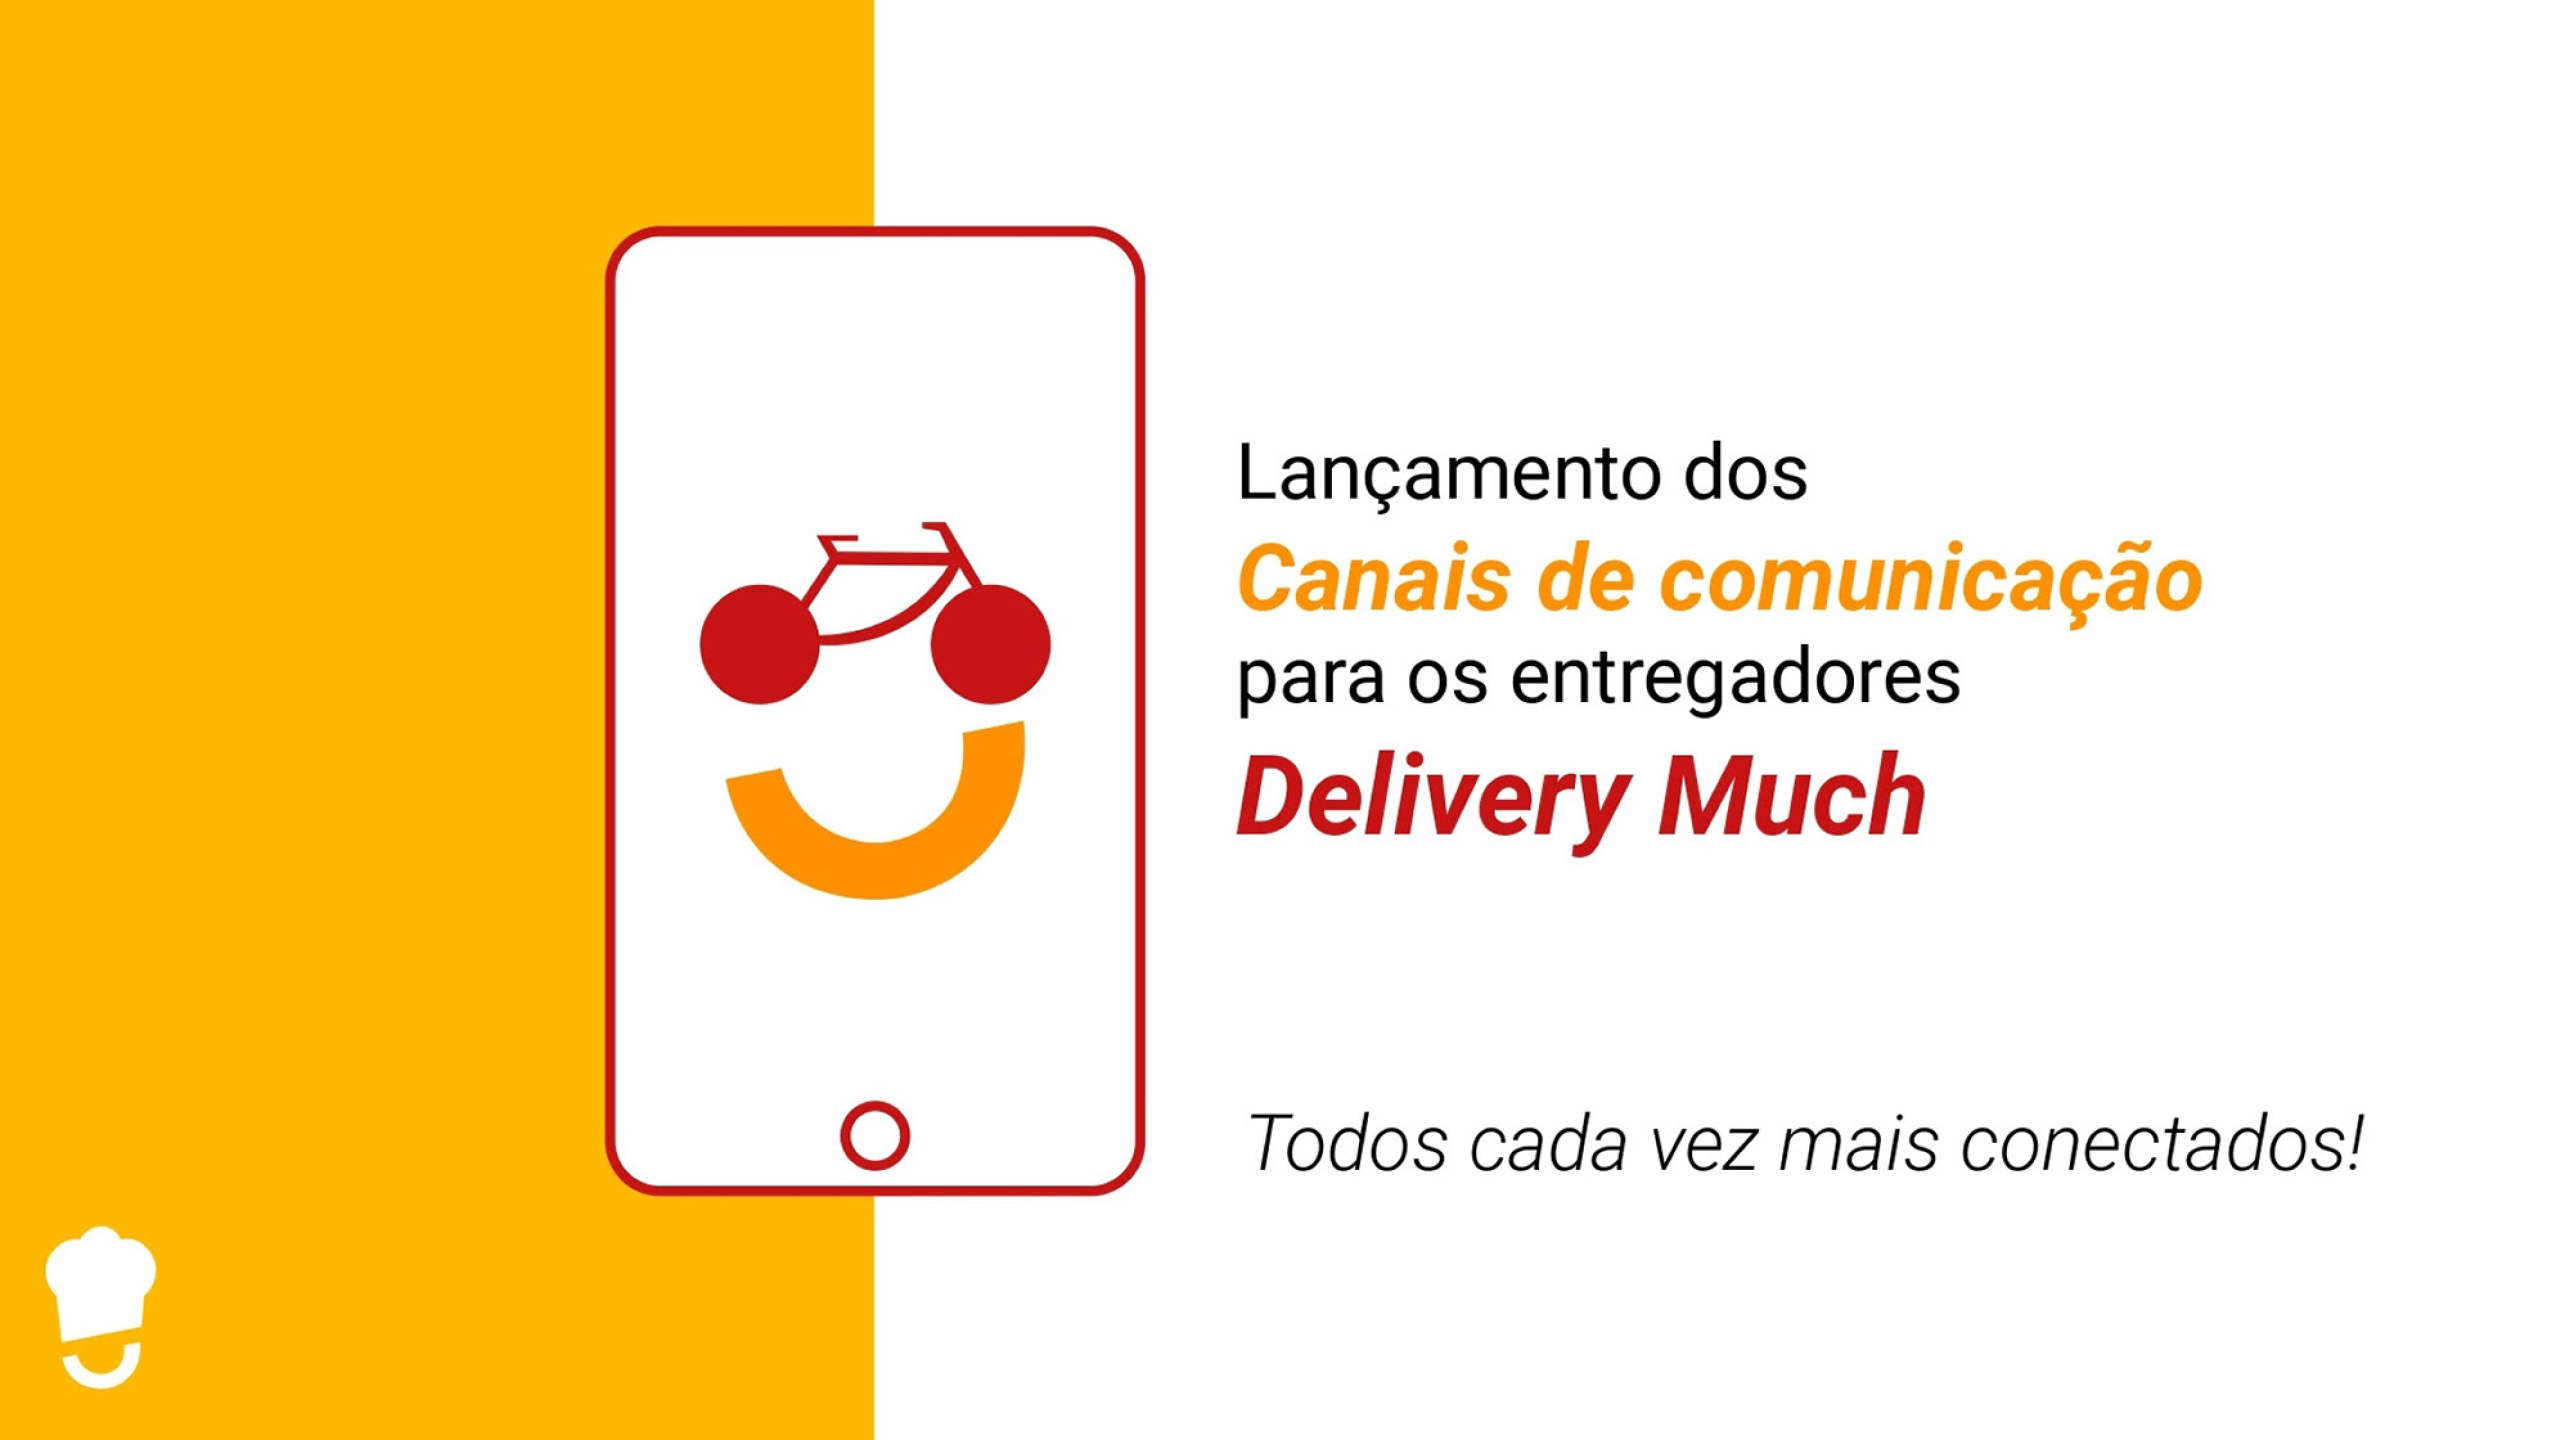 Lançamento dos
Canais de comunicação
para os entregadores
Delivery Much
Todos cada vez mais conectados!